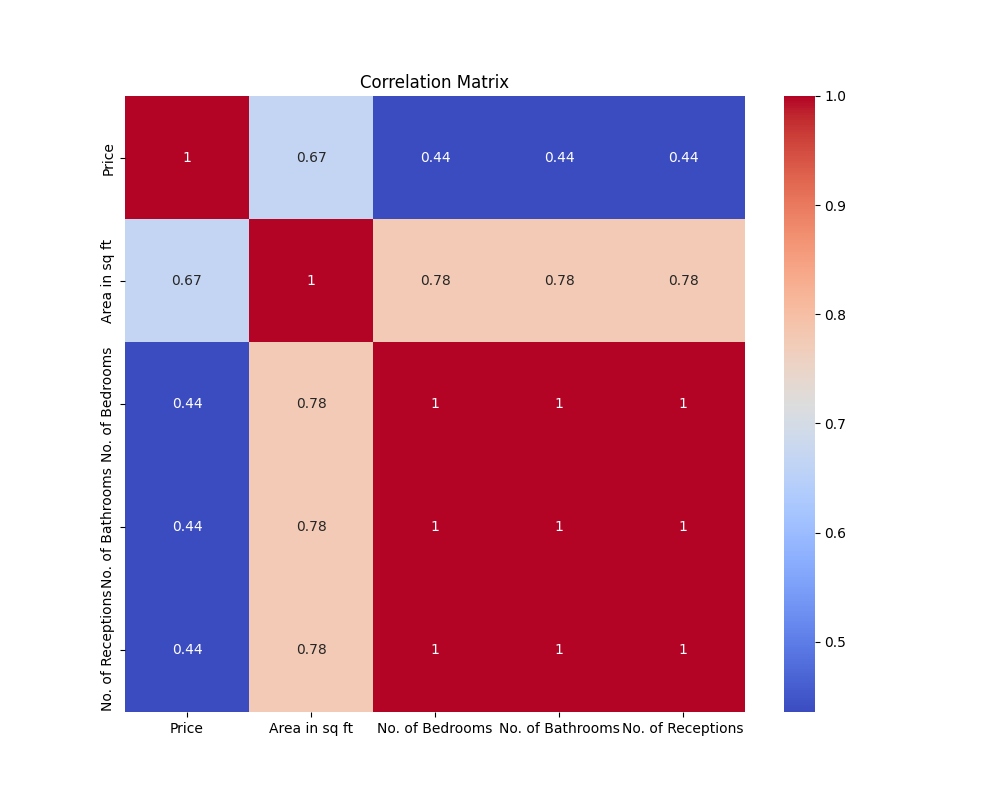 Correlation Matrix
Price 1 0.67 0.44 0.44 0.44
Area in sq ft 0.67 1 0.78 0.78 0.78
No. of Bedrooms 0.44 0.78 1 1 1
No. of Bathrooms 0.44 0.78 1 1 1
No. of Receptions 0.44 0.78 1 1 1
Price Area in sq ft No. of Bedrooms No. of Bathrooms No. of Receptions
1.0
0.9
0.8
0.7
0.6
0.5